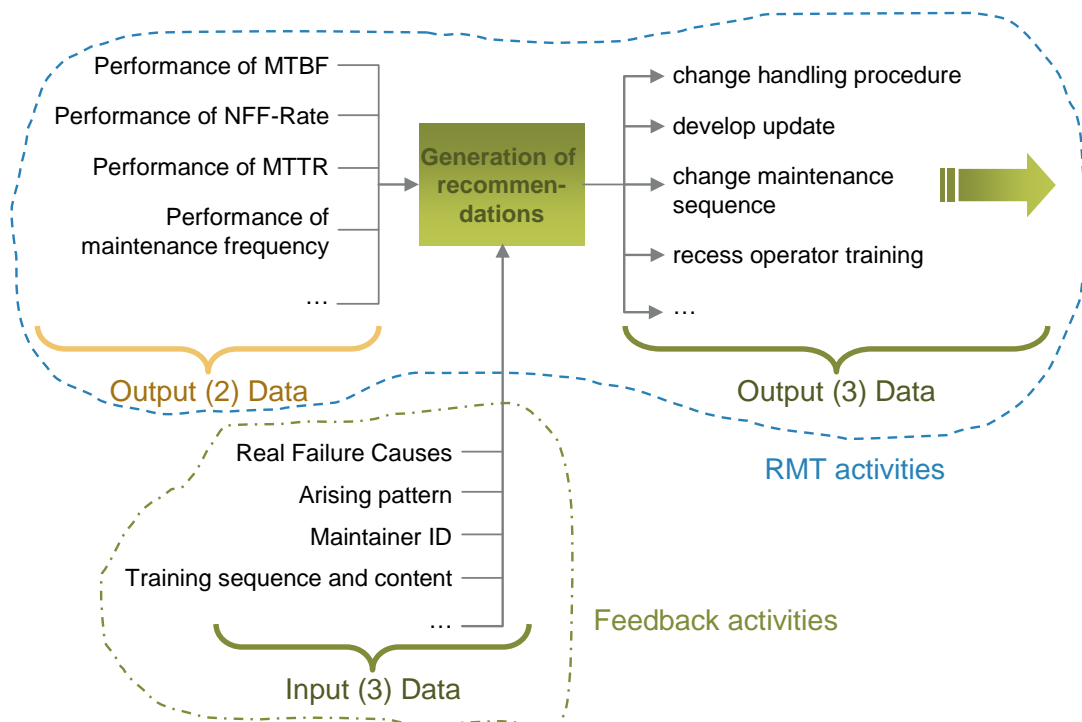 Performance of MTBF
Performance of NFF-Rate
Performance of MTTR
Performance of
maintenance frequency
…
Output (2) Data
Generation of
recommen-
dations
change handling procedure
develop update
change maintenance
sequence
recess operator training
…
Output (3) Data
RMT activities
Real Failure Causes
Arising pattern
Maintainer ID
Training sequence and content
…
Input (3) Data
Feedback activities